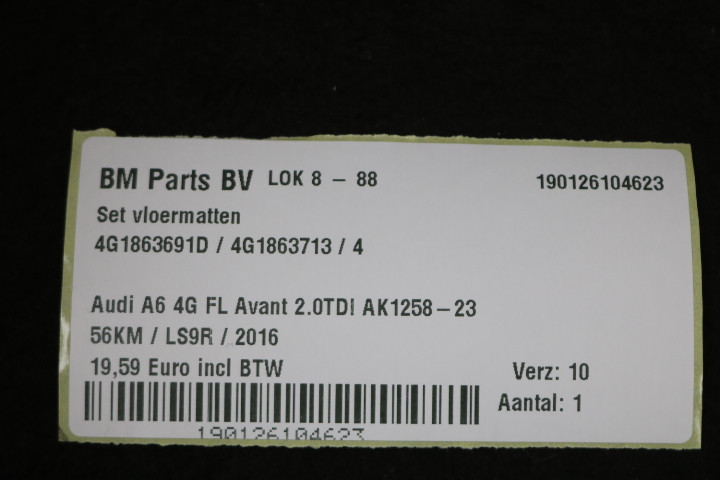 BM Parts BV LOK 8 – 88 190126104623
Set vloermatten
4G1863691D / 4G1863713 / 4
Audi A6 4G FL Avant 2.0TDI AK1258–23
56KM / LS9R / 2016
19,59 Euro incl BTW Verz: 10
Aantal: 1
190126104623